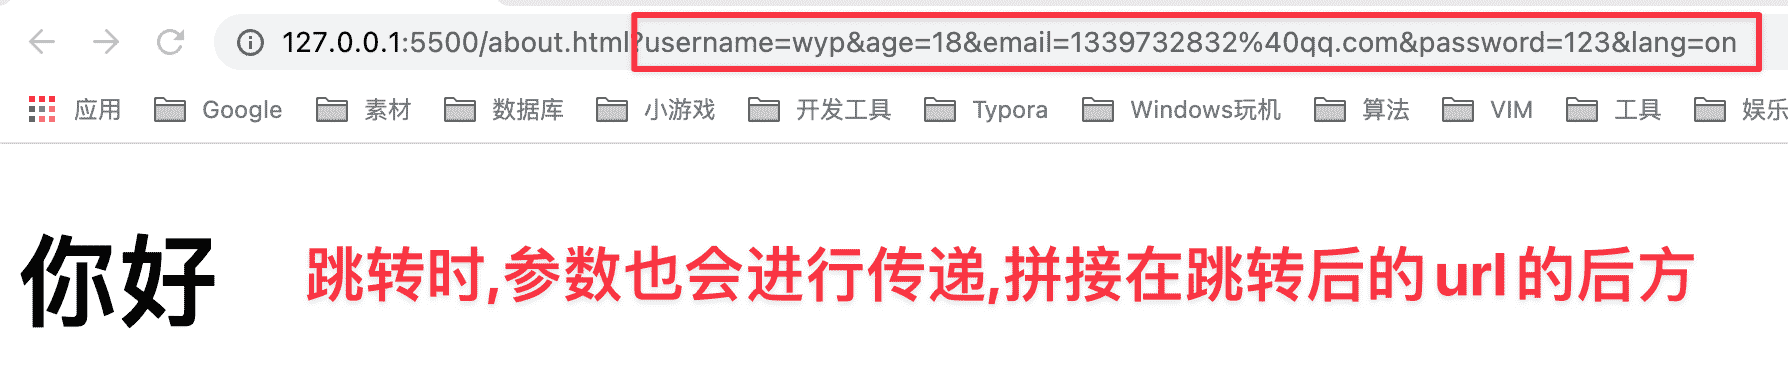 127.0.0.1:5500/about.html?username=wyp&age=18&email=1339732832%40qq.com&password=123&lang=on
应用 Google 素材 数据库 小游戏 开发工具 Typora Windows玩机 算法 VIM 工具 娱乐
你好 跳转时,参数也会进行传递,拼接在跳转后的url的后方